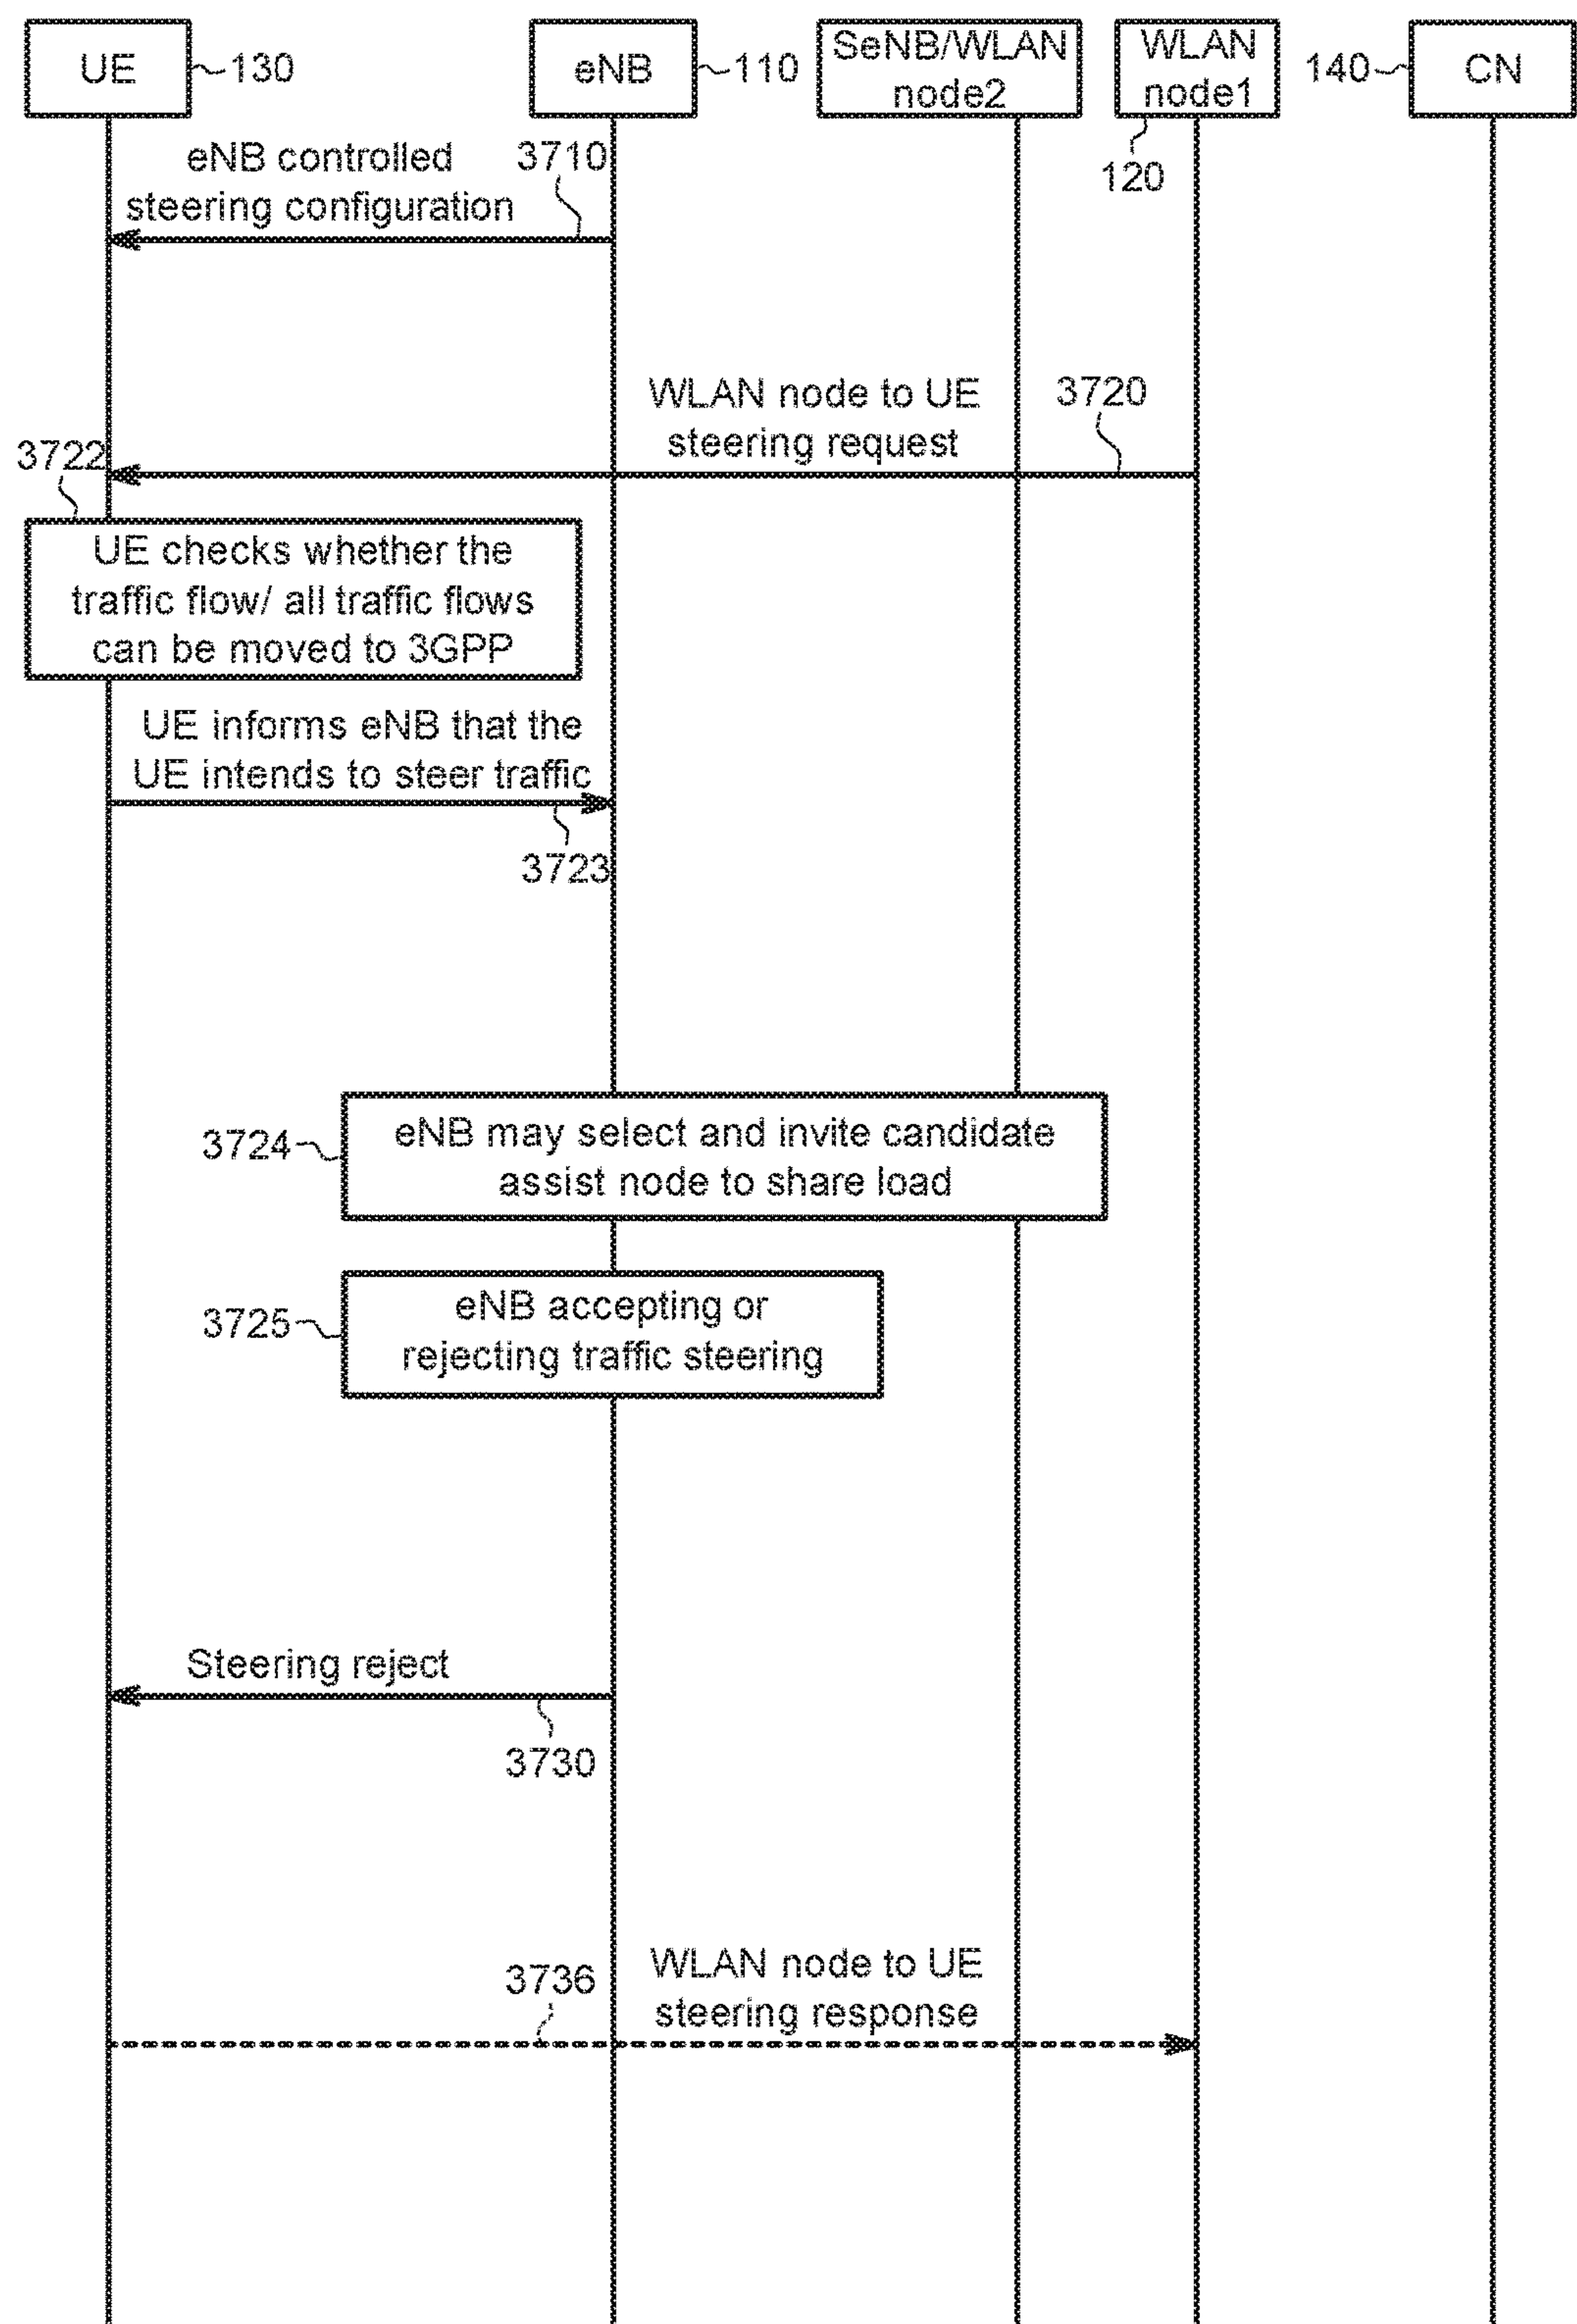 UE
130
eNB
110
SeNB/WLAN
node2
WLAN
node1
120
140
CN
eNB controlled
steering configuration
3710
WLAN node to UE
steering request
3720
3722
UE checks whether the
traffic flow/ all traffic flows
can be moved to 3GPP
UE informs eNB that the
UE intends to steer traffic
3723
3724
eNB may select and invite candidate
assist node to share load
3725
eNB accepting or
rejecting traffic steering
Steering reject
3730
3736
WLAN node to UE
steering response